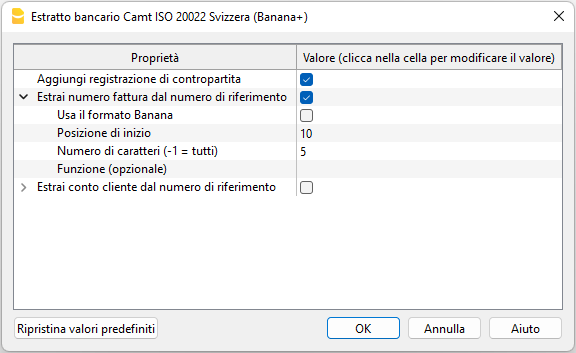 Estratto bancario Camt ISO 20022 Svizzera (Banana+)
Proprietà Valore (clicca nella cella per modificare il valore)
Aggiungi registrazione di contropartita
Estrai numero fattura dal numero di riferimento
Usa il formato Banana
Posizione di inizio 10
Numero di caratteri (-1 = tutti) 5
Funzione (opzionale)
Estrai conto cliente dal numero di riferimento
Ripristina valori predefiniti OK Annulla Aiuto